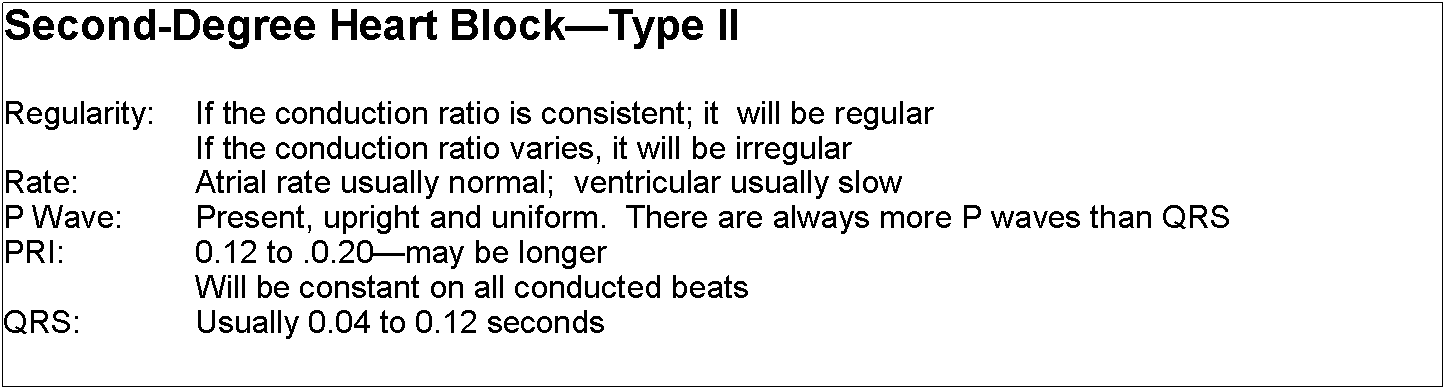 Second-Degree Heart Block—Type II
Regularity: If the conduction ratio is consistent; it will be regular
If the conduction ratio varies, it will be irregular
Rate: Atrial rate usually normal; ventricular usually slow
P Wave: Present, upright and uniform. There are always more P waves than QRS
PRI: 0.12 to .0.20—may be longer
Will be constant on all conducted beats
QRS: Usually 0.04 to 0.12 seconds